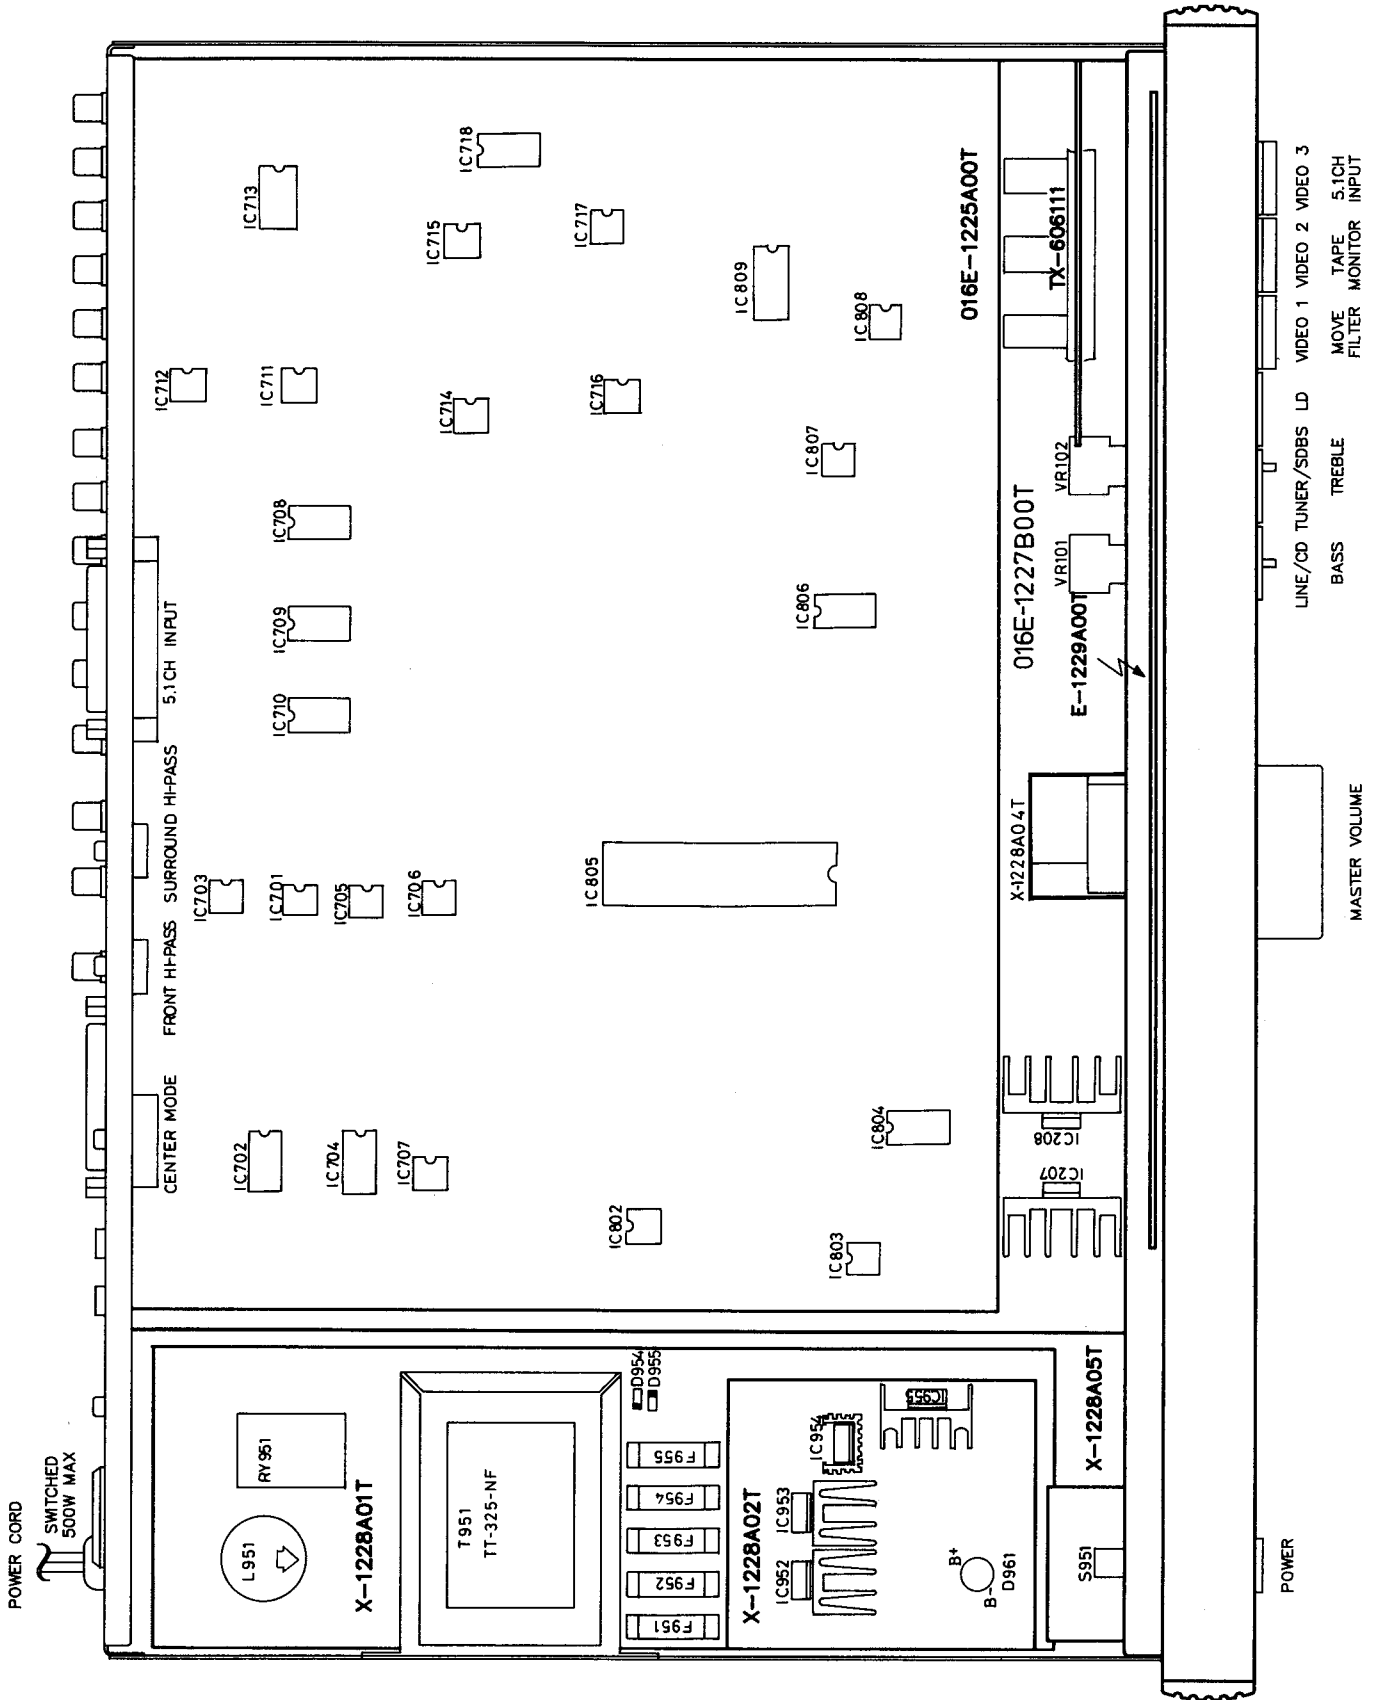 POWER CORD
SWITCHED
500W MAX
CENTER MODE
FRONT HI-PASS
SURROUND HI-PASS
5.1CH INPUT
L951
RY951
X-1228A01T
T951
TT-325-NF
F951
F952
F953
F954
F955
D954
D955
X-1228A02T
IC952
IC953
IC954
IC955
B-
B+
D961
S951
X-1228A05T
IC702
IC704
IC707
IC703
IC701
IC705
IC706
IC710
IC709
IC708
IC712
IC711
IC713
IC714
IC715
IC718
IC716
IC717
IC802
IC803
IC804
IC805
IC806
IC807
IC808
IC809
IC207
IC208
X-1228A04T
E-1229A00T
016E-1227B00T
VR101
VR102
016E-1225A00T
TX-606111
POWER
MASTER VOLUME
LINE/CD TUNER/SDBS LD VIDEO 1 VIDEO 2 VIDEO 3
BASS
TREBLE
MOVE
FILTER
TAPE
MONITOR
5.1CH
INPUT